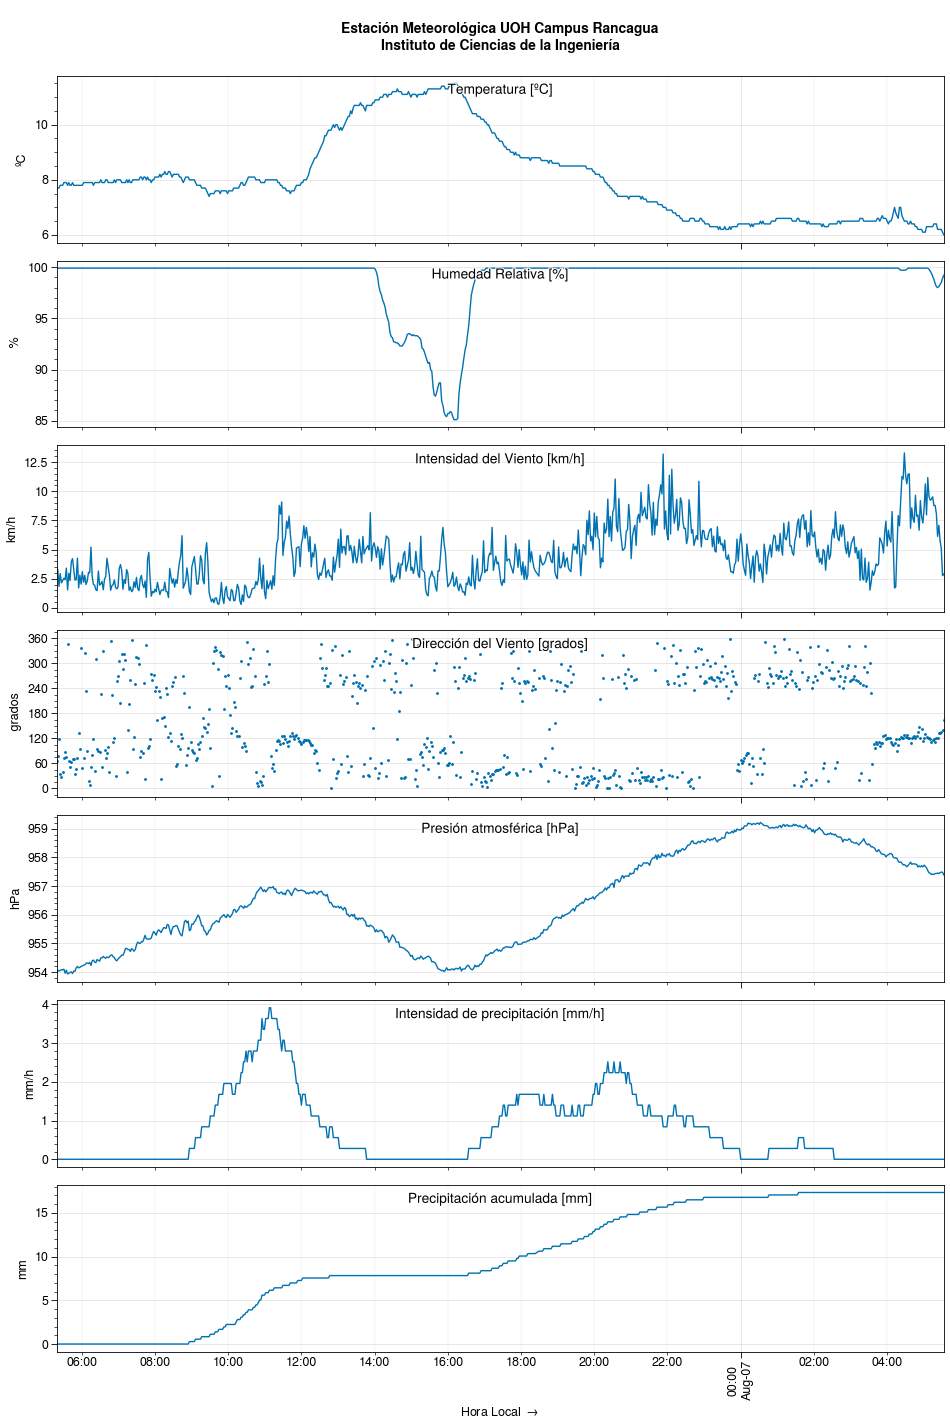 Estación Meteorológica UOH Campus Rancagua
Instituto de Ciencias de la Ingeniería
Temperatura [ºC]
ºC
10
8
6
Humedad Relativa [%]
%
100
95
90
85
Intensidad del Viento [km/h]
km/h
12.5
10
7.5
5
2.5
0
Dirección del Viento [grados]
grados
360
300
240
180
120
60
0
Presión atmosférica [hPa]
hPa
959
958
957
956
955
954
Intensidad de precipitación [mm/h]
mm/h
4
3
2
1
0
Precipitación acumulada [mm]
mm
15
10
5
0
06:00 08:00 10:00 12:00 14:00 16:00 18:00 20:00 22:00 00:00 02:00 04:00
Aug-07
Hora Local →